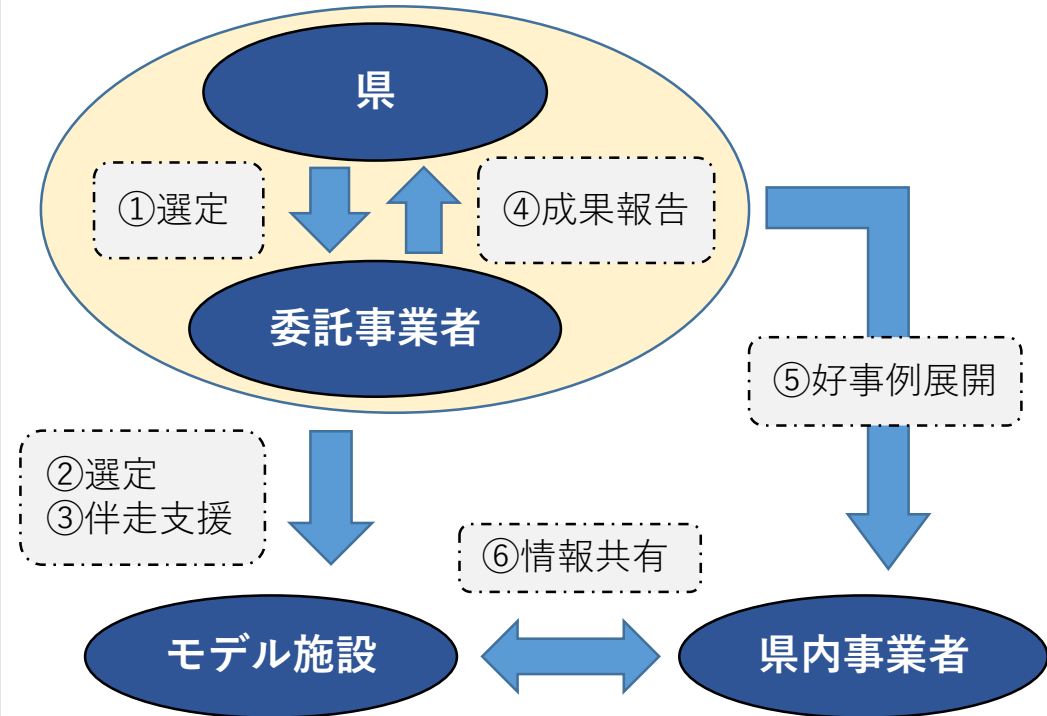 県
①選定
④成果報告
委託事業者
⑤好事例展開
②選定
③伴走支援
⑥情報共有
モデル施設
県内事業者